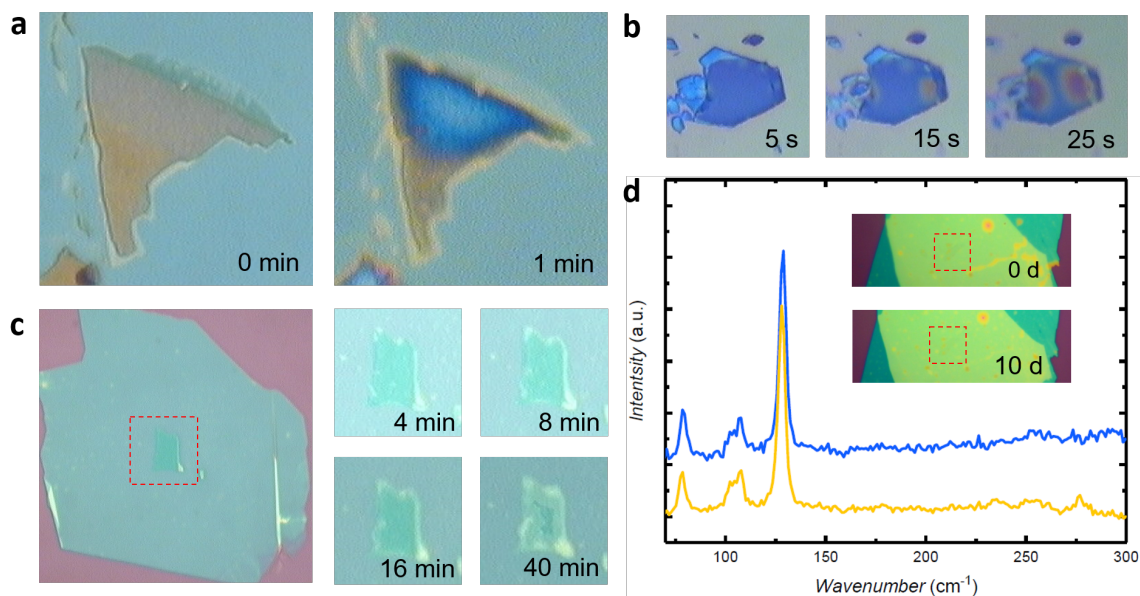 a
0 min
1 min
b
5 s
15 s
25 s
c
4 min
8 min
16 min
40 min
d
Intentsity (a.u.)
0 d
10 d
100
150
200
250
300
Wavenumber (cm⁻¹)